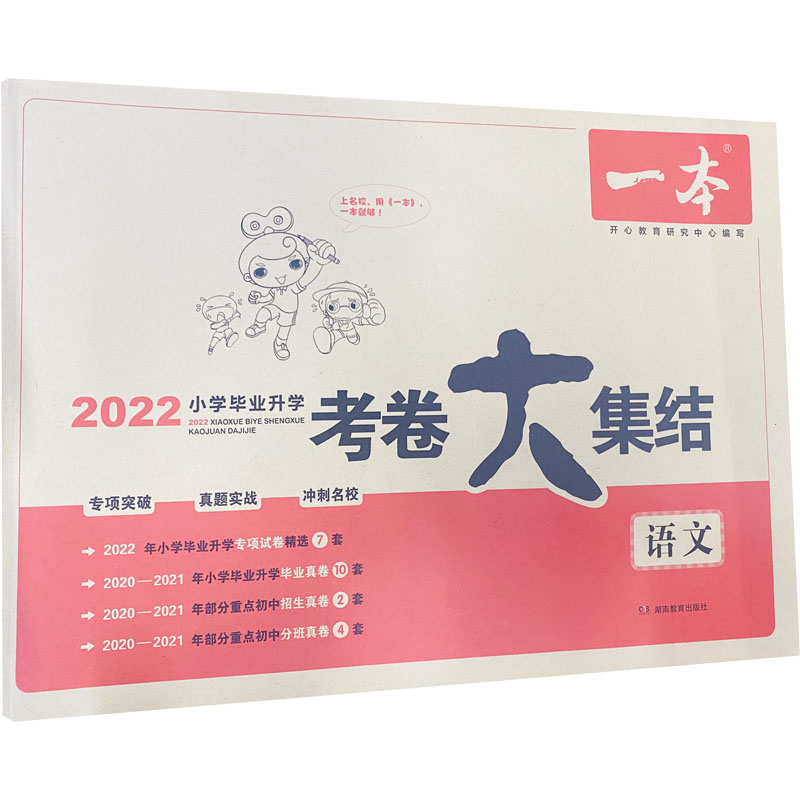 一本®
开心教育研究中心编写
上名校，用《一本》，
一本就够！
2022 小学毕业升学
2022 XIAOXUE BIYE SHENGXUE
KAOJUAN DAJIJIE
考卷大集结
专项突破 真题实战 冲刺名校
语文
→ 2022 年小学毕业升学专项试卷精选7套
→ 2020—2021 年小学毕业升学毕业真卷10套
→ 2020—2021 年部分重点初中招生真卷2套
→ 2020—2021 年部分重点初中分班真卷4套
湖南教育出版社